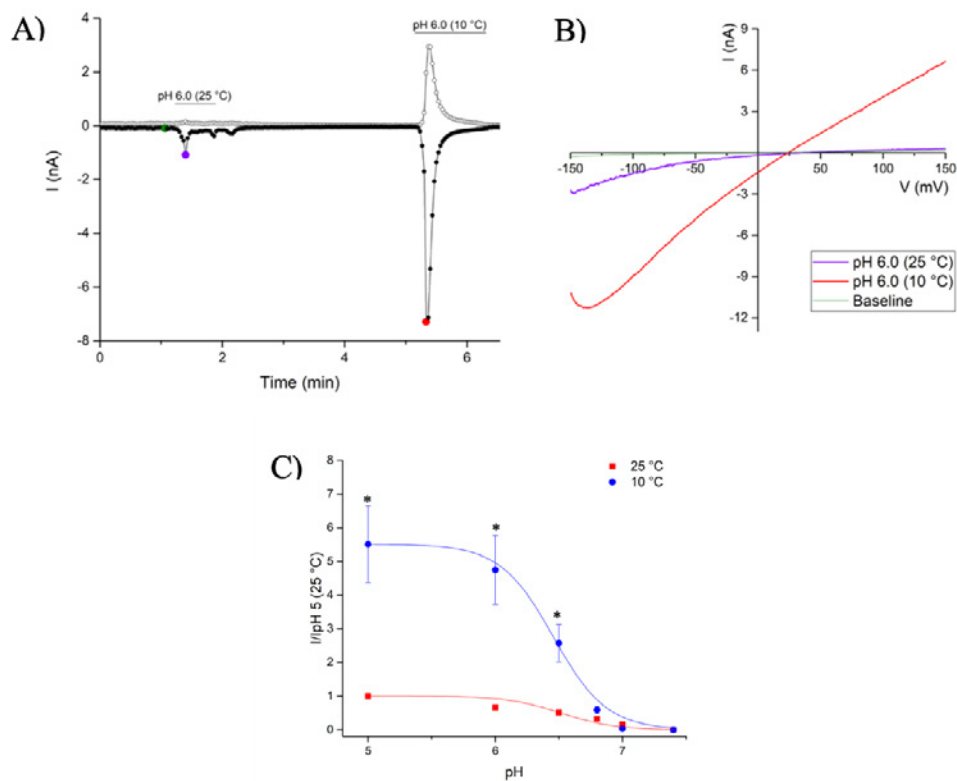 A)
4
2
0
-2
-4
-6
-8
I (nA)
pH 6.0 (25 °C)
pH 6.0 (10 °C)
0
2
4
6
Time (min)
B)
I (nA)
9
6
3
-3
-6
-9
-12
-150
-100
-50
50
100
150
V (mV)
pH 6.0 (25 °C)
pH 6.0 (10 °C)
Baseline
C)
8
7
6
5
4
3
2
1
0
I/IpH 5 (25 °C)
25 °C
10 °C
*
*
*
5
6
7
pH